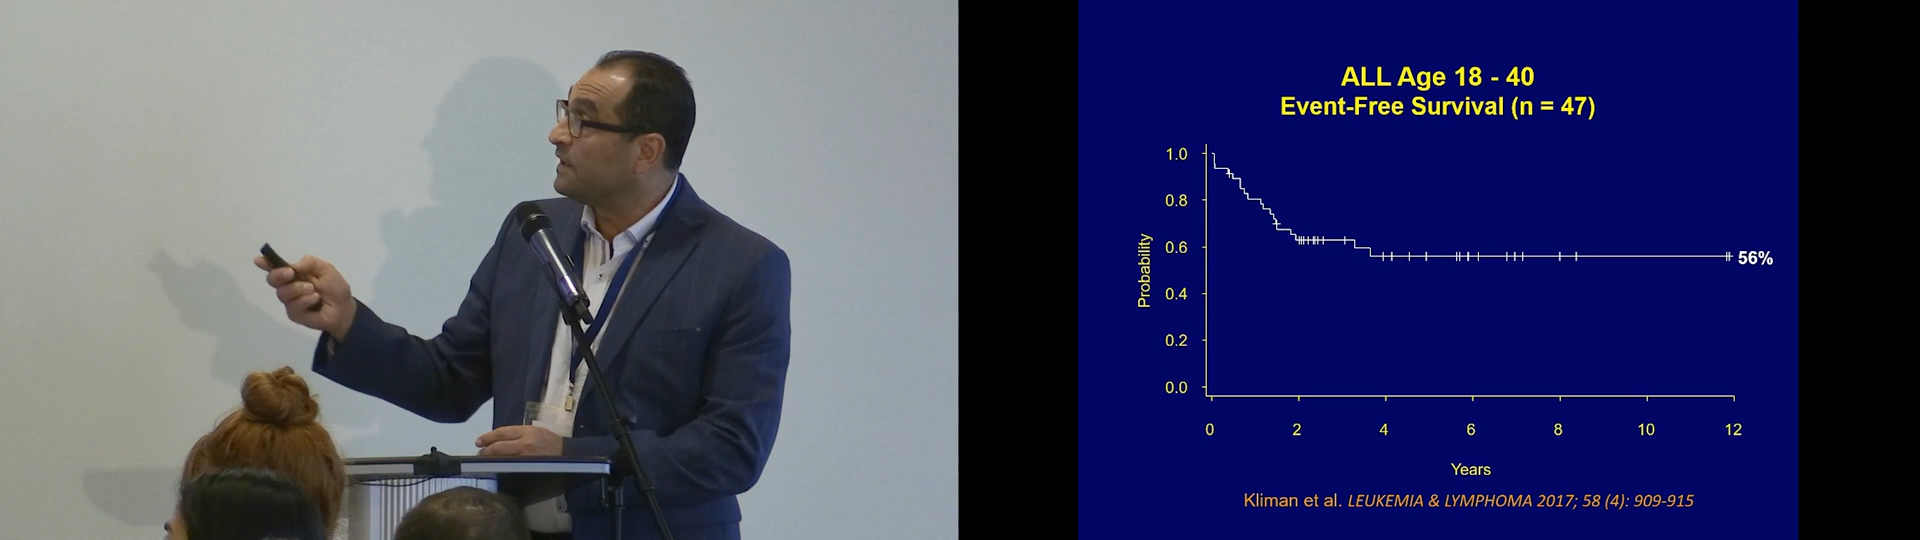 ALL Age 18 - 40
Event-Free Survival (n = 47)
1.0
0.8
0.6
0.4
0.2
0.0
Probability
56%
0 2 4 6 8 10 12
Years
Kliman et al. LEUKEMIA & LYMPHOMA 2017; 58 (4): 909-915